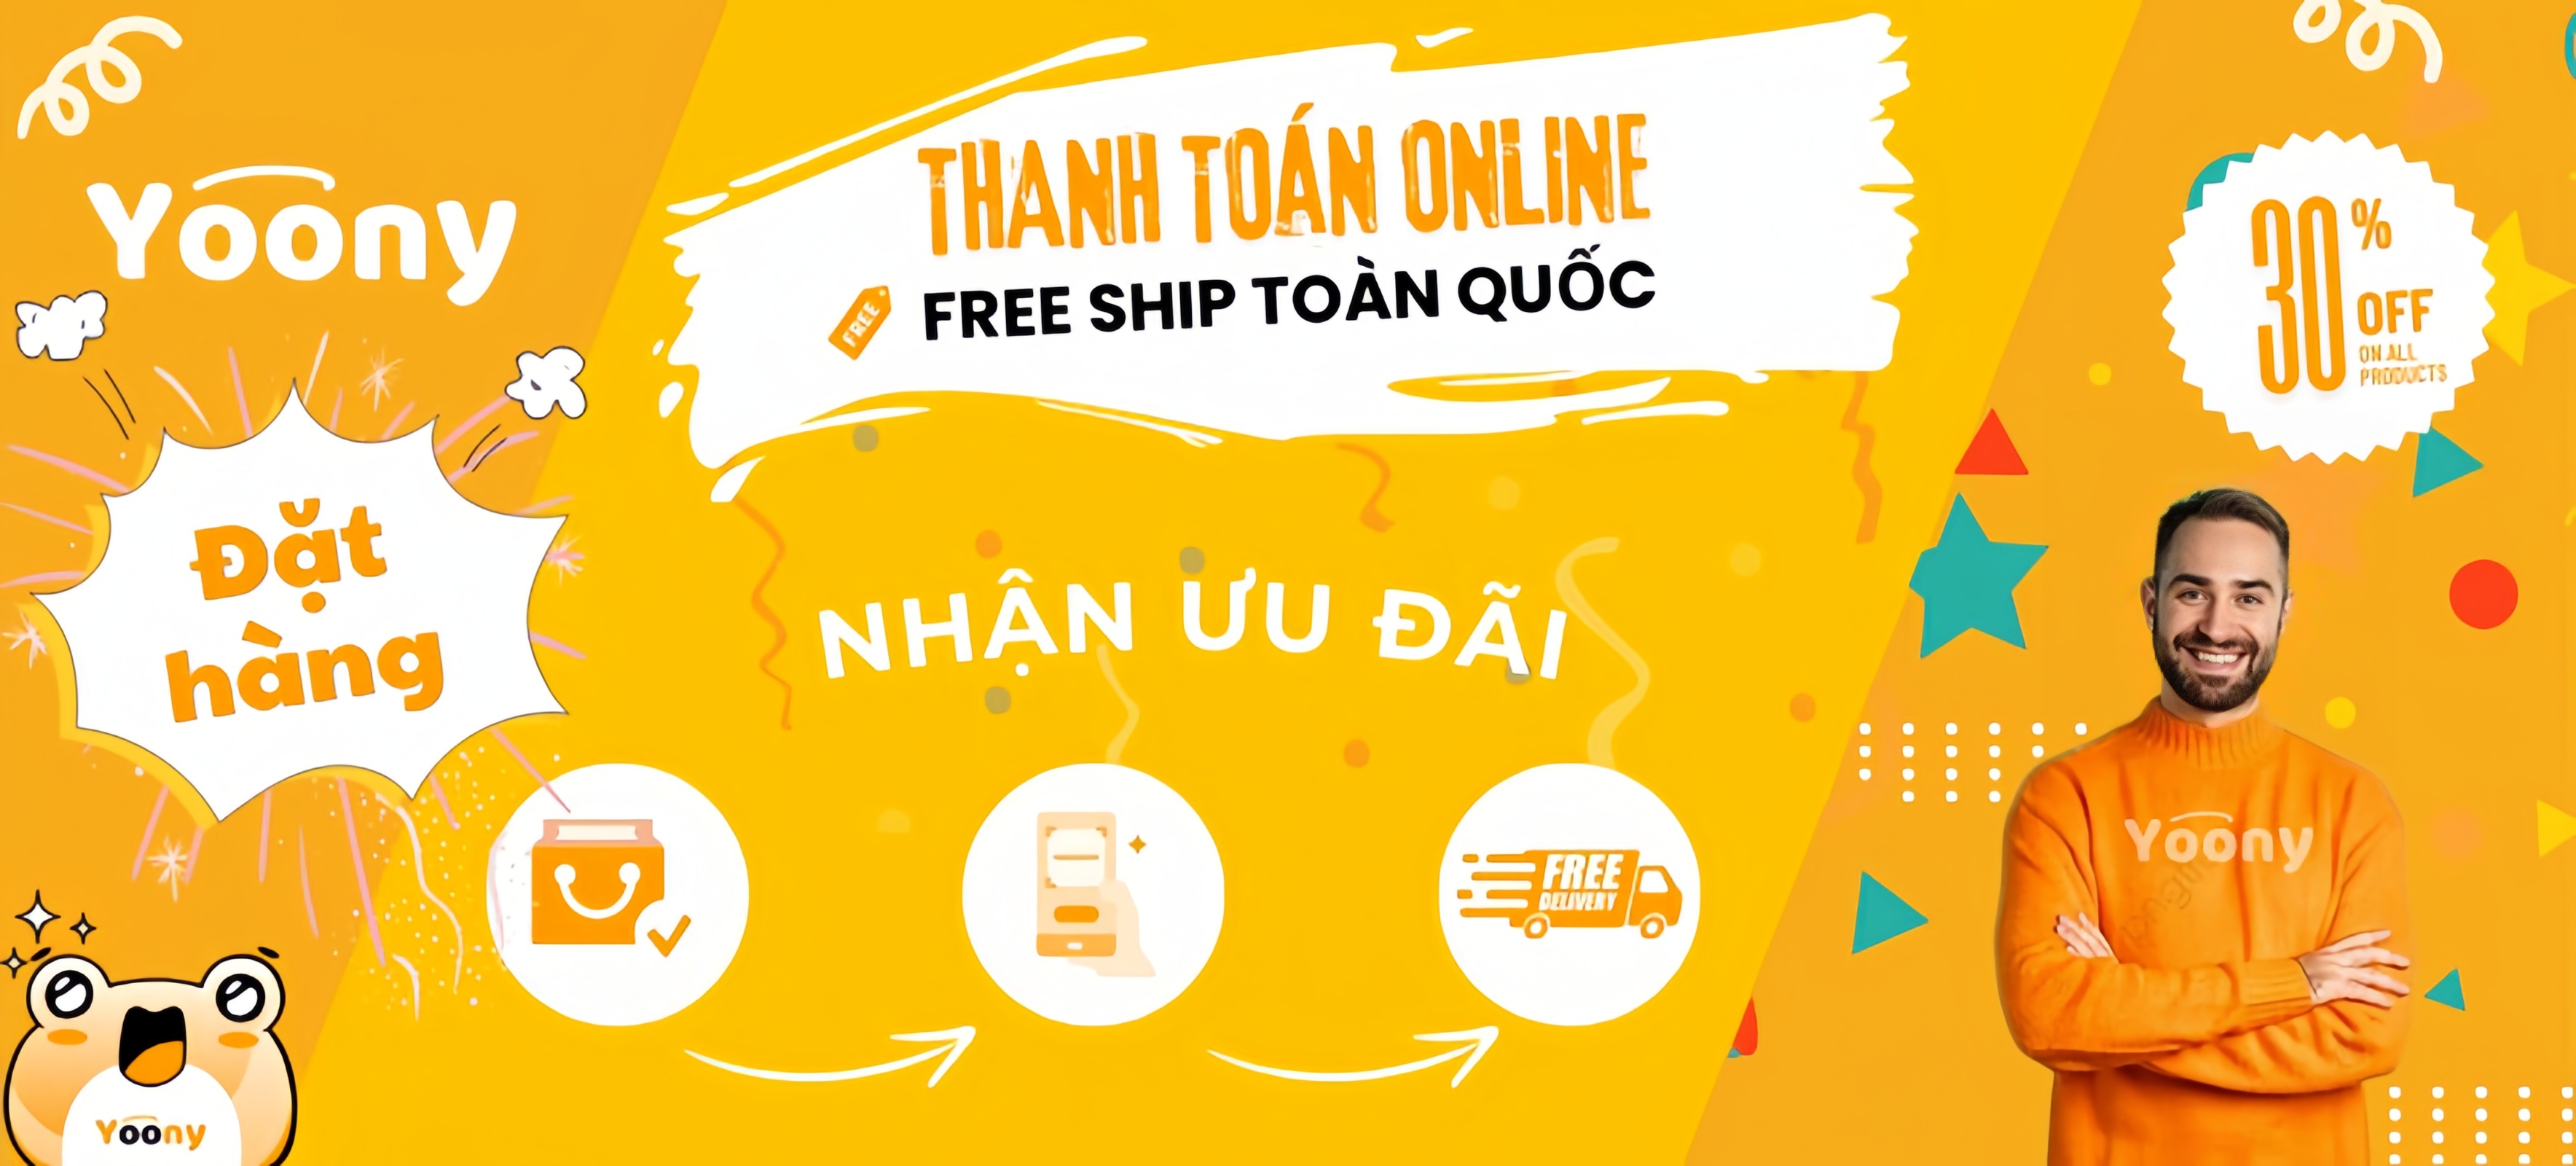 Yoony
THANH TOÁN ONLINE
FREE
FREE SHIP TOÀN QUỐC
30%
OFF
ON ALL
PRODUCTS
Đặt
hàng
NHẬN ƯU ĐÃI
FREE
DELIVERY
Yoony
Yoony